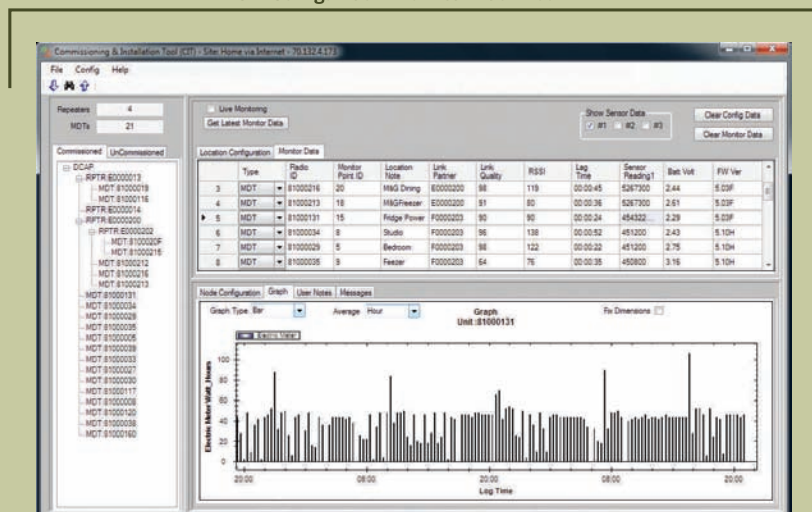 Commissioning & Installation Tool (CIT) - Site: Home via Internet - 70.132.4.173
File Config Help
Repeaters 4
MDTs 21
Commissioned UnCommissioned
DCAP
RPTR:E0000013
MDT:81000019
MDT:81000116
RPTR:E0000014
RPTR:E0000200
RPTR:E0000202
MDT:8100020F
MDT:81000215
MDT:81000212
MDT:81000216
MDT:81000213
MDT:81000131
MDT:81000034
MDT:81000029
MDT:81000035
MDT:81000005
MDT:81000039
MDT:81000033
MDT:81000027
MDT:81000030
MDT:81000117
MDT:81000008
MDT:81000120
MDT:81000038
MDT:8100016D
Live Monitoring
Get Latest Monitor Data
Show Sensor Data
#1 #2 #3
Clear Config Data
Clear Monitor Data
Location Configuration Monitor Data
Type Radio ID Monitor Point ID Location Note Link Partner Link Quality RSSI Lag Time Sensor Reading1 Batt Volt FW Ver
3 MDT 81000216 20 M&G Dining E0000200 98 119 00:00:45 5267300 2.44 5.03F
4 MDT 81000213 18 M&GFreezer E0000200 91 80 00:00:36 5267300 2.61 5.03F
5 MDT 81000131 15 Fridge Power F0000203 90 90 00:00:24 454322... 2.29 5.03F
6 MDT 81000034 8 Studio F0000203 96 138 00:00:52 451200 2.43 5.10H
7 MDT 81000029 5 Bedroom F0000203 98 122 00:00:22 451200 2.75 5.10H
8 MDT 81000035 9 Feezer F0000203 64 76 00:00:35 450800 3.16 5.10H
Node Configuration Graph User Notes Messages
Graph Type Bar Average Hour
Graph
Unit :81000131
Fix Dimensions
Electric Meter
Electric Meter Watt_Hours
100
80
60
40
20
0
20:00 08:00 20:00 08:00 20:00
Log Time